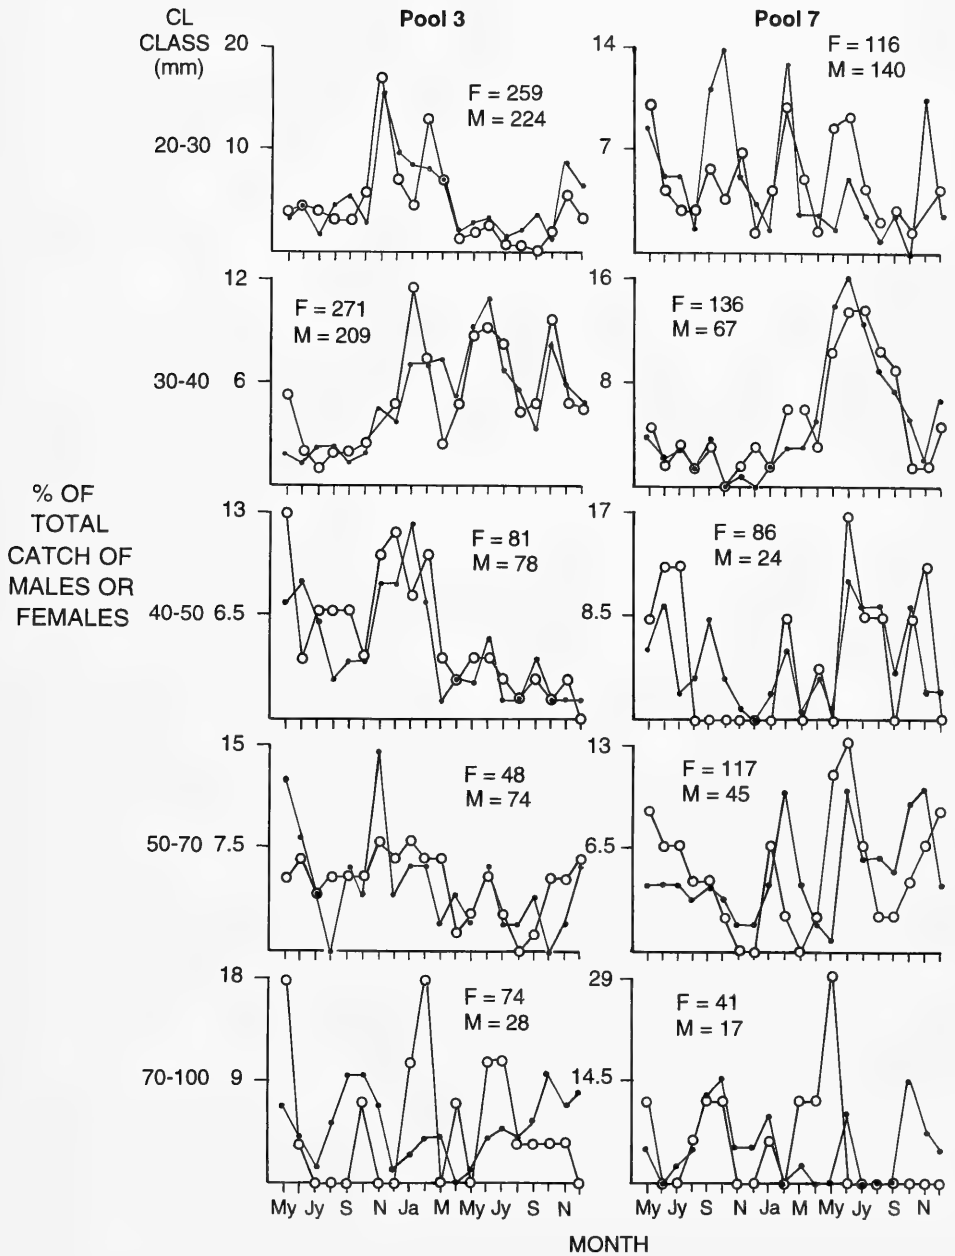 CL CLASS (mm)
Pool 3
Pool 7
20
10
20-30
F = 259
M = 224
14
7
F = 116
M = 140
12
6
30-40
F = 271
M = 209
16
8
F = 136
M = 67
% OF
TOTAL
CATCH OF
MALES OR
FEMALES
13
40-50 6.5
F = 81
M = 78
17
8.5
F = 86
M = 24
15
50-70 7.5
F = 48
M = 74
13
6.5
F = 117
M = 45
18
70-100 9
F = 74
M = 28
29
14.5
F = 41
M = 17
My Jy S N Ja M My Jy S N
My Jy S N Ja M My Jy S N
MONTH